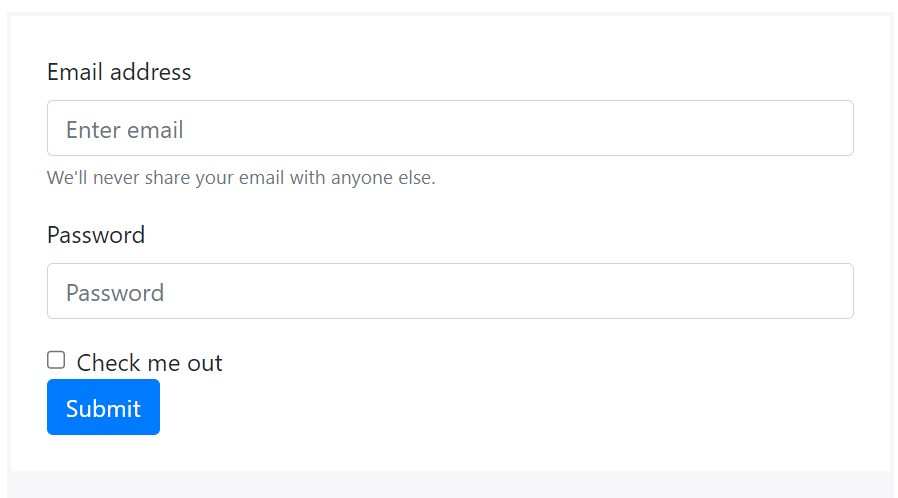 Email address
Enter email
We'll never share your email with anyone else.
Password
Password
Check me out
Submit